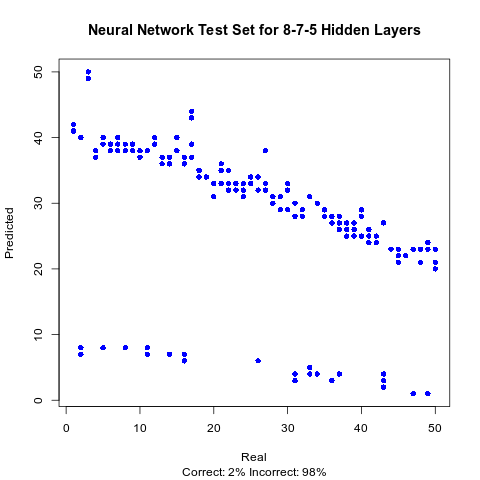 Neural Network Test Set for 8-7-5 Hidden Layers
Predicted
50
40
30
20
10
0
0 10 20 30 40 50
Real
Correct: 2% Incorrect: 98%